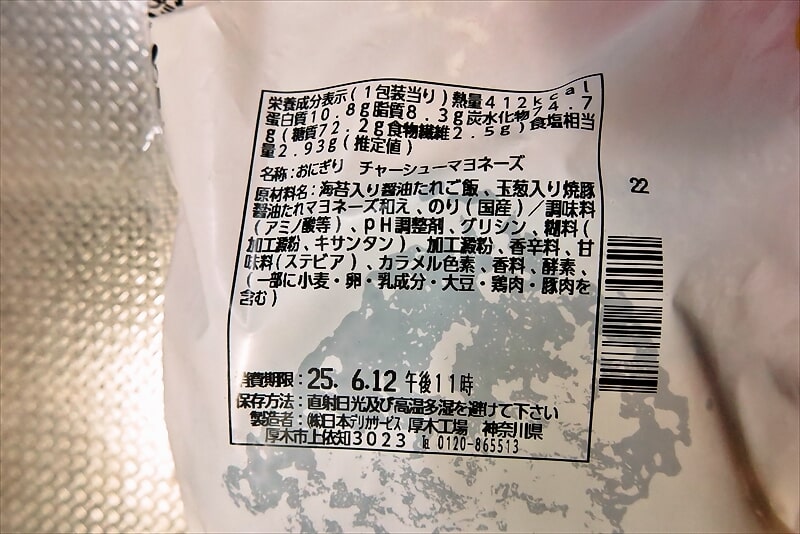 栄養成分表示(1包装当り)熱量412kcal
蛋白質10.8g脂質8.3g炭水化物74.7
g(糖質72.2g食物繊維2.5g)食塩相当
量2.93g(推定値)
名称:おにぎり チャーシューマヨネーズ
原材料名:海苔入り醤油たれご飯、玉葱入り焼豚
醤油たれマヨネーズ和え、のり(国産)/調味料
(アミノ酸等)、pH調整剤、グリシン、糊料(
加工澱粉、キサンタン)、加工澱粉、香辛料、甘
味料(ステビア)、カラメル色素、香料、酵素、
(一部に小麦・卵・乳成分・大豆・鶏肉・豚肉を
含む)
22
消費期限:25. 6.12 午後11時
保存方法:直射日光及び高温多湿を避けて下さい
製造者:㈱日本デリカサービス 厚木工場 神奈川県
厚木市上依知3023 ℡ 0120-865513